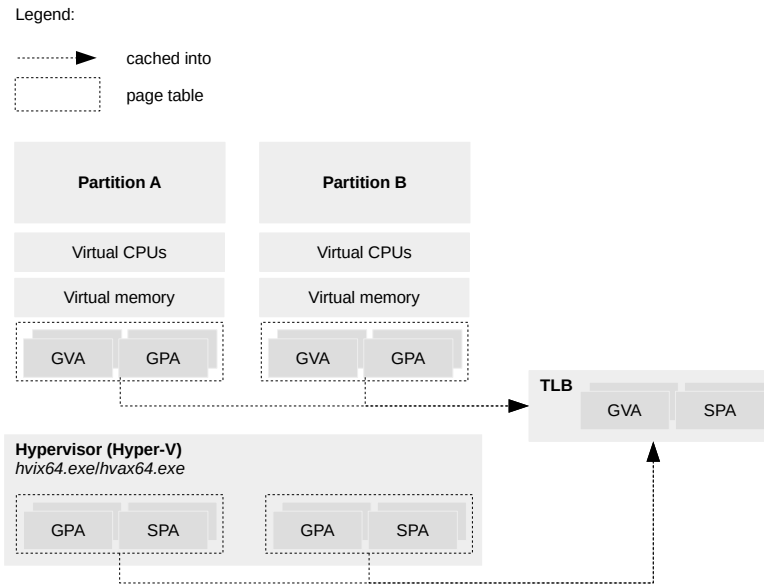 Legend:
cached into
page table
Partition A
Partition B
Virtual CPUs
Virtual CPUs
Virtual memory
Virtual memory
GVA GPA
GVA GPA
TLB
GVA SPA
Hypervisor (Hyper-V)
hvix64.exe/hvax64.exe
GPA SPA
GPA SPA